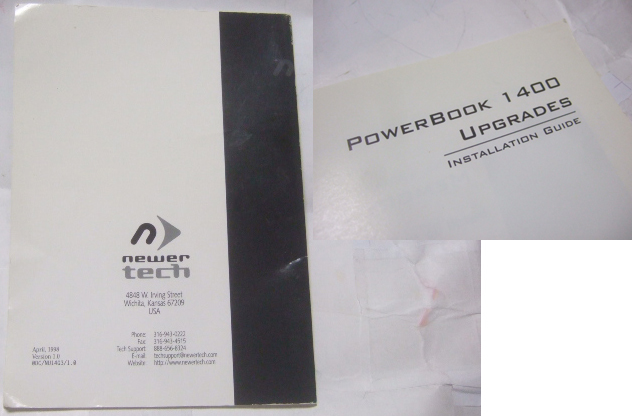 newer
tech
4848 W. Irving Street
Wichita, Kansas 67209
USA
Phone 316-943-0222
Fax 316-943-4515
Tech Support 888-656-8324
E-mail techsupport@newertech.com
Website http://www.newertech.com
April, 1998
Version 1.0
PowerBook 1400
Upgrades
Installation Guide